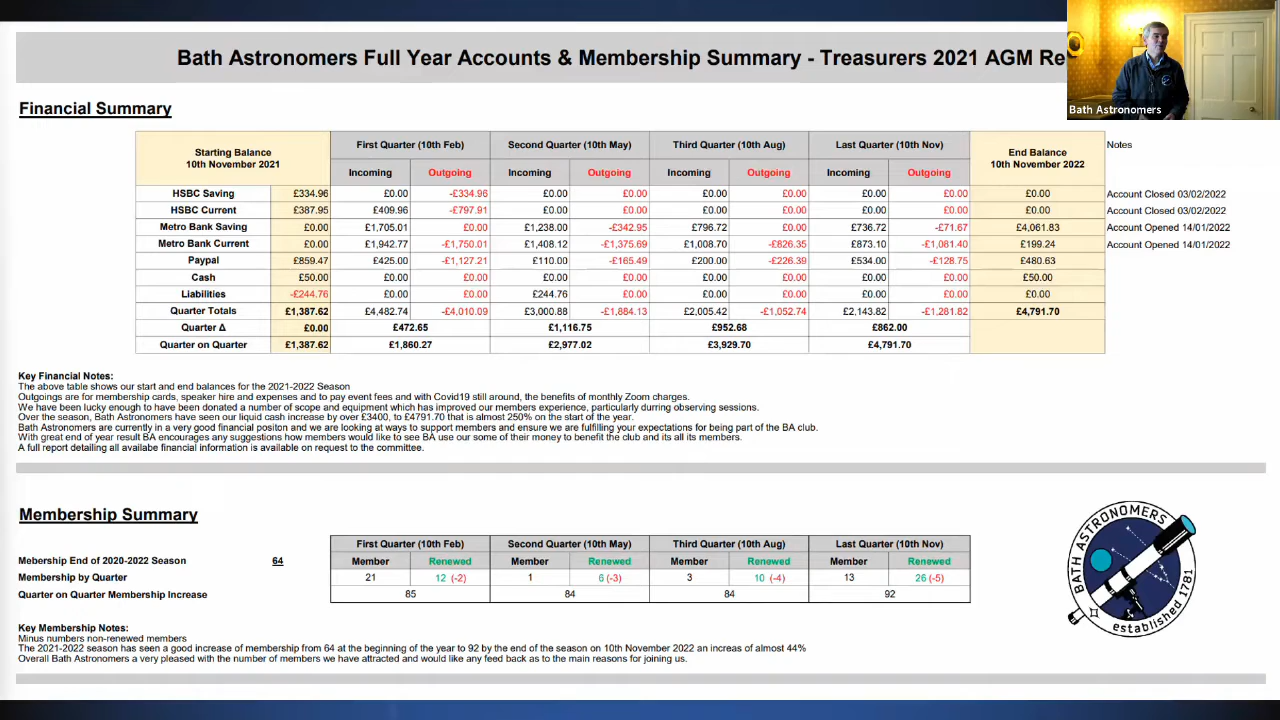 Bath Astronomers Full Year Accounts & Membership Summary - Treasurers 2021 AGM Re
Bath Astronomers
Financial Summary
Starting Balance 10th November 2021 First Quarter (10th Feb) Second Quarter (10th May) Third Quarter (10th Aug) Last Quarter (10th Nov) End Balance 10th November 2022 Notes
Incoming Outgoing Incoming Outgoing Incoming Outgoing Incoming Outgoing
HSBC Saving £334.96 £0.00 -£334.96 £0.00 £0.00 £0.00 £0.00 £0.00 £0.00 £0.00 Account Closed 03/02/2022
HSBC Current £387.95 £409.96 -£797.91 £0.00 £0.00 £0.00 £0.00 £0.00 £0.00 £0.00 Account Closed 03/02/2022
Metro Bank Saving £0.00 £1,705.01 £0.00 £1,238.00 -£342.95 £796.72 £0.00 £736.72 -£71.67 £4,061.83 Account Opened 14/01/2022
Metro Bank Current £0.00 £1,942.77 -£1,750.01 £1,408.12 -£1,375.69 £1,008.70 -£826.35 £873.10 -£1,081.40 £199.24 Account Opened 14/01/2022
Paypal £859.47 £425.00 -£1,127.21 £110.00 -£165.49 £200.00 -£226.39 £534.00 -£128.75 £480.63
Cash £50.00 £0.00 £0.00 £0.00 £0.00 £0.00 £0.00 £0.00 £0.00 £50.00
Liabilities -£244.76 £0.00 £0.00 £244.76 £0.00 £0.00 £0.00 £0.00 £0.00 £0.00
Quarter Totals £1,387.62 £4,482.74 -£4,010.09 £3,000.88 -£1,884.13 £2,005.42 -£1,052.74 £2,143.82 -£1,281.82 £4,791.70
Quarter Δ £0.00 £472.65 £1,116.75 £952.68 £862.00
Quarter on Quarter £1,387.62 £1,860.27 £2,977.02 £3,929.70 £4,791.70
Key Financial Notes:
The above table shows our start and end balances for the 2021-2022 Season
Outgoings are for membership cards, speaker hire and expenses and to pay event fees and with Covid19 still around, the benefits of monthly Zoom charges.
We have been lucky enough to have been donated a number of scope and equipment which has improved our members experience, particularly durring observing sessions.
Over the season, Bath Astronomers have seen our liquid cash increase by over £3400, to £4791.70 that is almost 250% on the start of the year.
Bath Astronomers are currently in a very good financial positon and we are looking at ways to support members and ensure we are fulfilling your expectations for being part of the BA club.
With great end of year result BA encourages any suggestions how members would like to see BA use our some of their money to benefit the club and its all its members.
A full report detailing all availabe financial information is available on request to the committee.
Membership Summary
First Quarter (10th Feb) Second Quarter (10th May) Third Quarter (10th Aug) Last Quarter (10th Nov)
Mebership End of 2020-2022 Season 64 Member Renewed Member Renewed Member Renewed Member Renewed
Membership by Quarter 21 12 (-2) 1 6 (-3) 3 10 (-4) 13 26 (-5)
Quarter on Quarter Membership Increase 85 84 84 92
BATH ASTRONOMERS
established 1781
Key Membership Notes:
Minus numbers non-renewed members
The 2021-2022 season has seen a good increase of membership from 64 at the beginning of the year to 92 by the end of the season on 10th November 2022 an increas of almost 44%
Overall Bath Astronomers a very pleased with the number of members we have attracted and would like any feed back as to the main reasons for joining us.